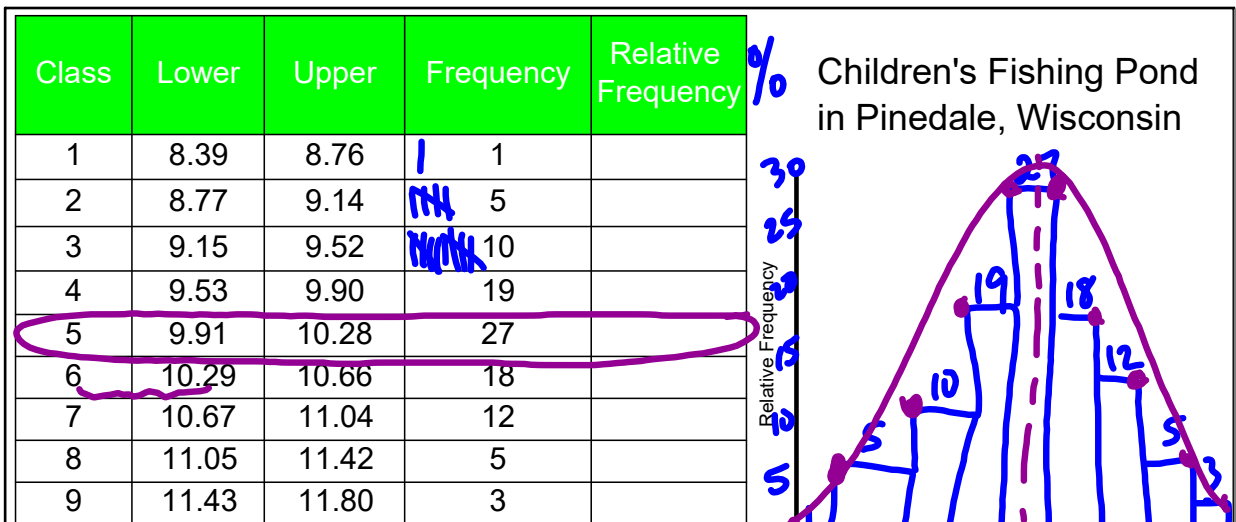 Class Lower Upper Frequency Relative Frequency
1 8.39 8.76 1
2 8.77 9.14 5
3 9.15 9.52 10
4 9.53 9.90 19
5 9.91 10.28 27
6 10.29 10.66 18
7 10.67 11.04 12
8 11.05 11.42 5
9 11.43 11.80 3
%
Children's Fishing Pond
in Pinedale, Wisconsin
Relative Frequency
30
25
20
15
10
5
5
10
19
27
18
12
5
3